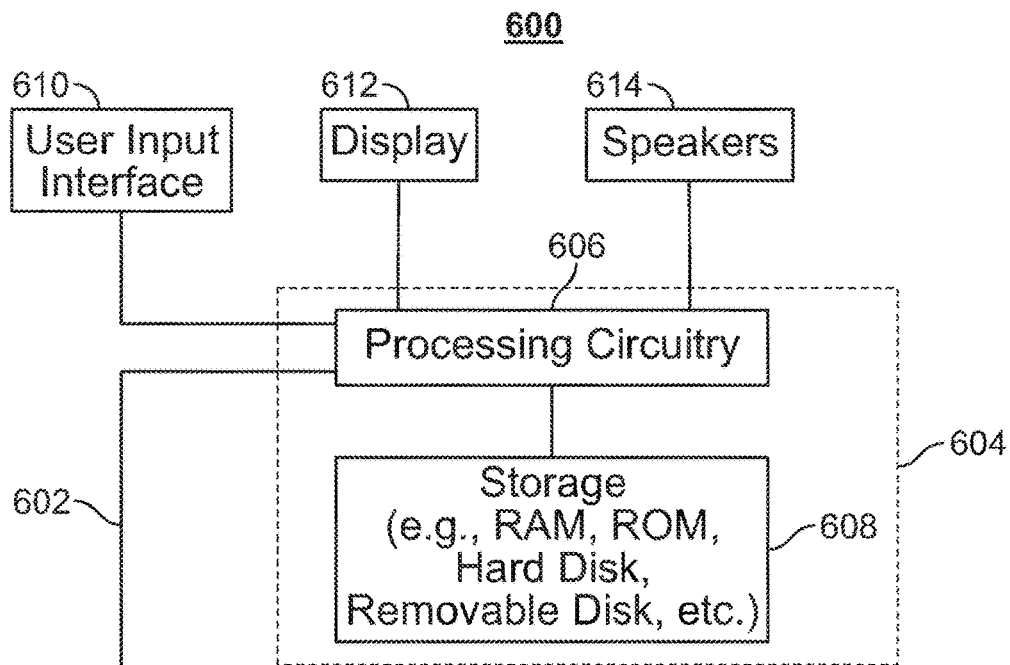 600
610
612
614
User Input
Interface
Display
Speakers
606
Processing Circuitry
604
602
Storage
(e.g., RAM, ROM,
Hard Disk,
Removable Disk, etc.)
608